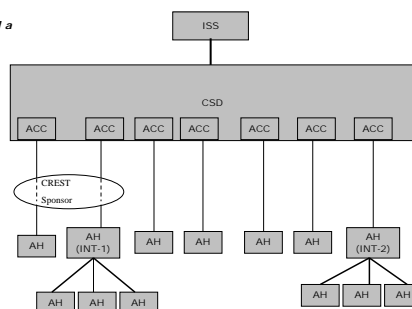 l a
ISS
CSD
ACC ACC ACC ACC ACC ACC ACC
CREST
Sponsor
AH AH AH AH AH AH AH
(INT-1) (INT-2)
AH AH AH AH AH AH